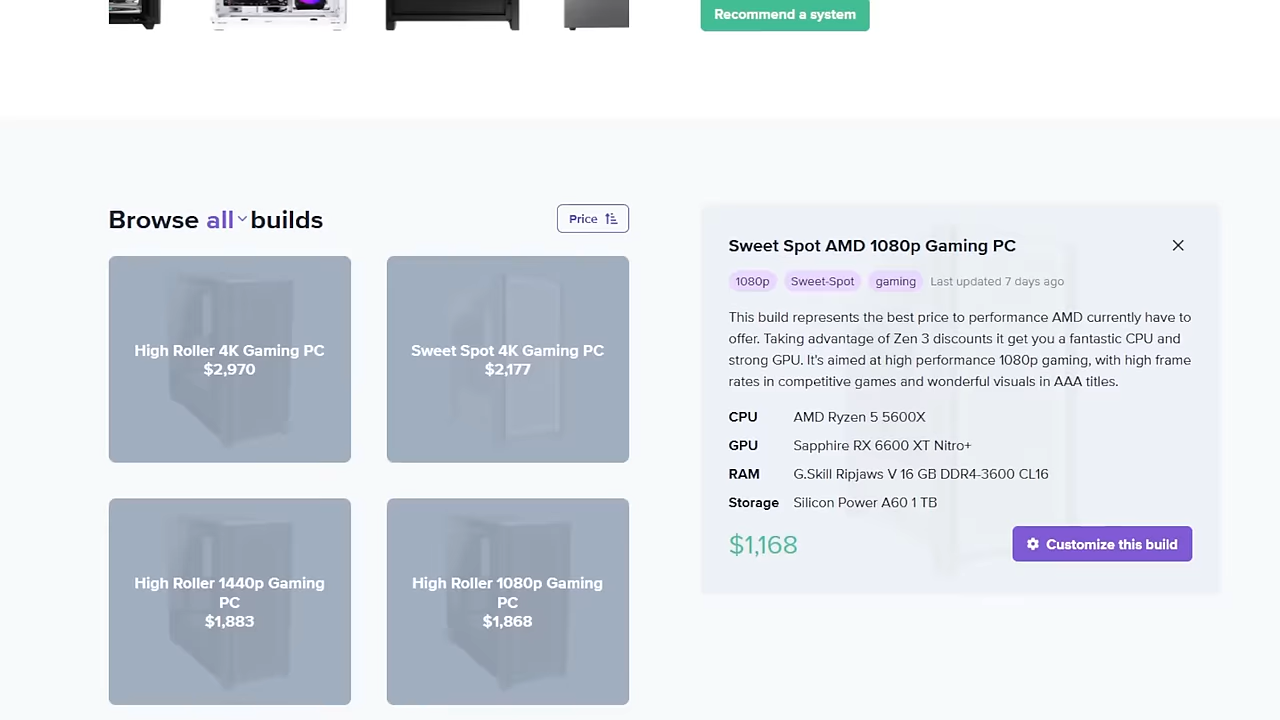 Recommend a system
Browse all builds
Price
High Roller 4K Gaming PC
$2,970
Sweet Spot 4K Gaming PC
$2,177
High Roller 1440p Gaming
PC
$1,883
High Roller 1080p Gaming
PC
$1,868
Sweet Spot AMD 1080p Gaming PC
1080p Sweet-Spot gaming Last updated 7 days ago
This build represents the best price to performance AMD currently have to
offer. Taking advantage of Zen 3 discounts it get you a fantastic CPU and
strong GPU. It's aimed at high performance 1080p gaming, with high frame
rates in competitive games and wonderful visuals in AAA titles.
CPU AMD Ryzen 5 5600X
GPU Sapphire RX 6600 XT Nitro+
RAM G.Skill Ripjaws V 16 GB DDR4-3600 CL16
Storage Silicon Power A60 1 TB
$1,168
Customize this build